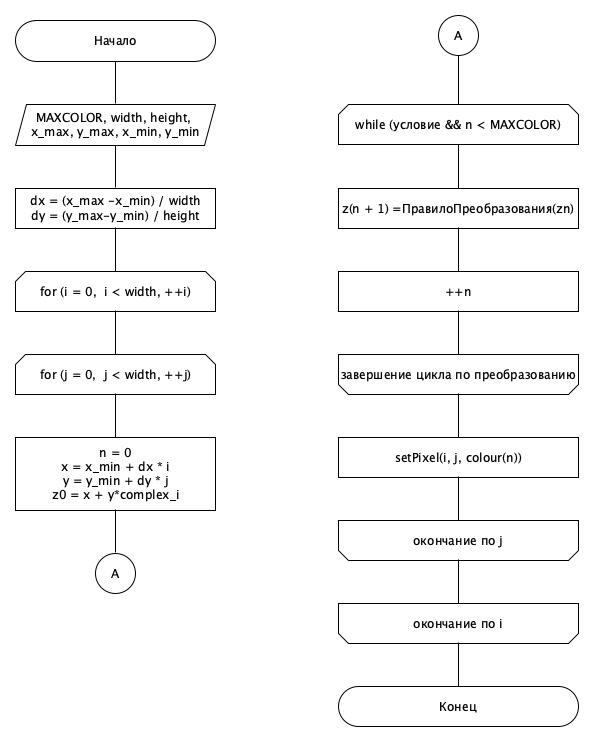 Начало
MAXCOLOR, width, height,
x_max, y_max, x_min, y_min
dx = (x_max -x_min) / width
dy = (y_max-y_min) / height
for (i = 0,  i < width, ++i)
for (j = 0,  j < width, ++j)
n = 0
x = x_min + dx * i
y = y_min + dy * j
z0 = x + y*complex_i
A
A
while (условие && n < MAXCOLOR)
z(n + 1) =ПравилоПреобразования(zn)
++n
завершение цикла по преобразованию
setPixel(i, j, colour(n))
окончание по j
окончание по i
Конец